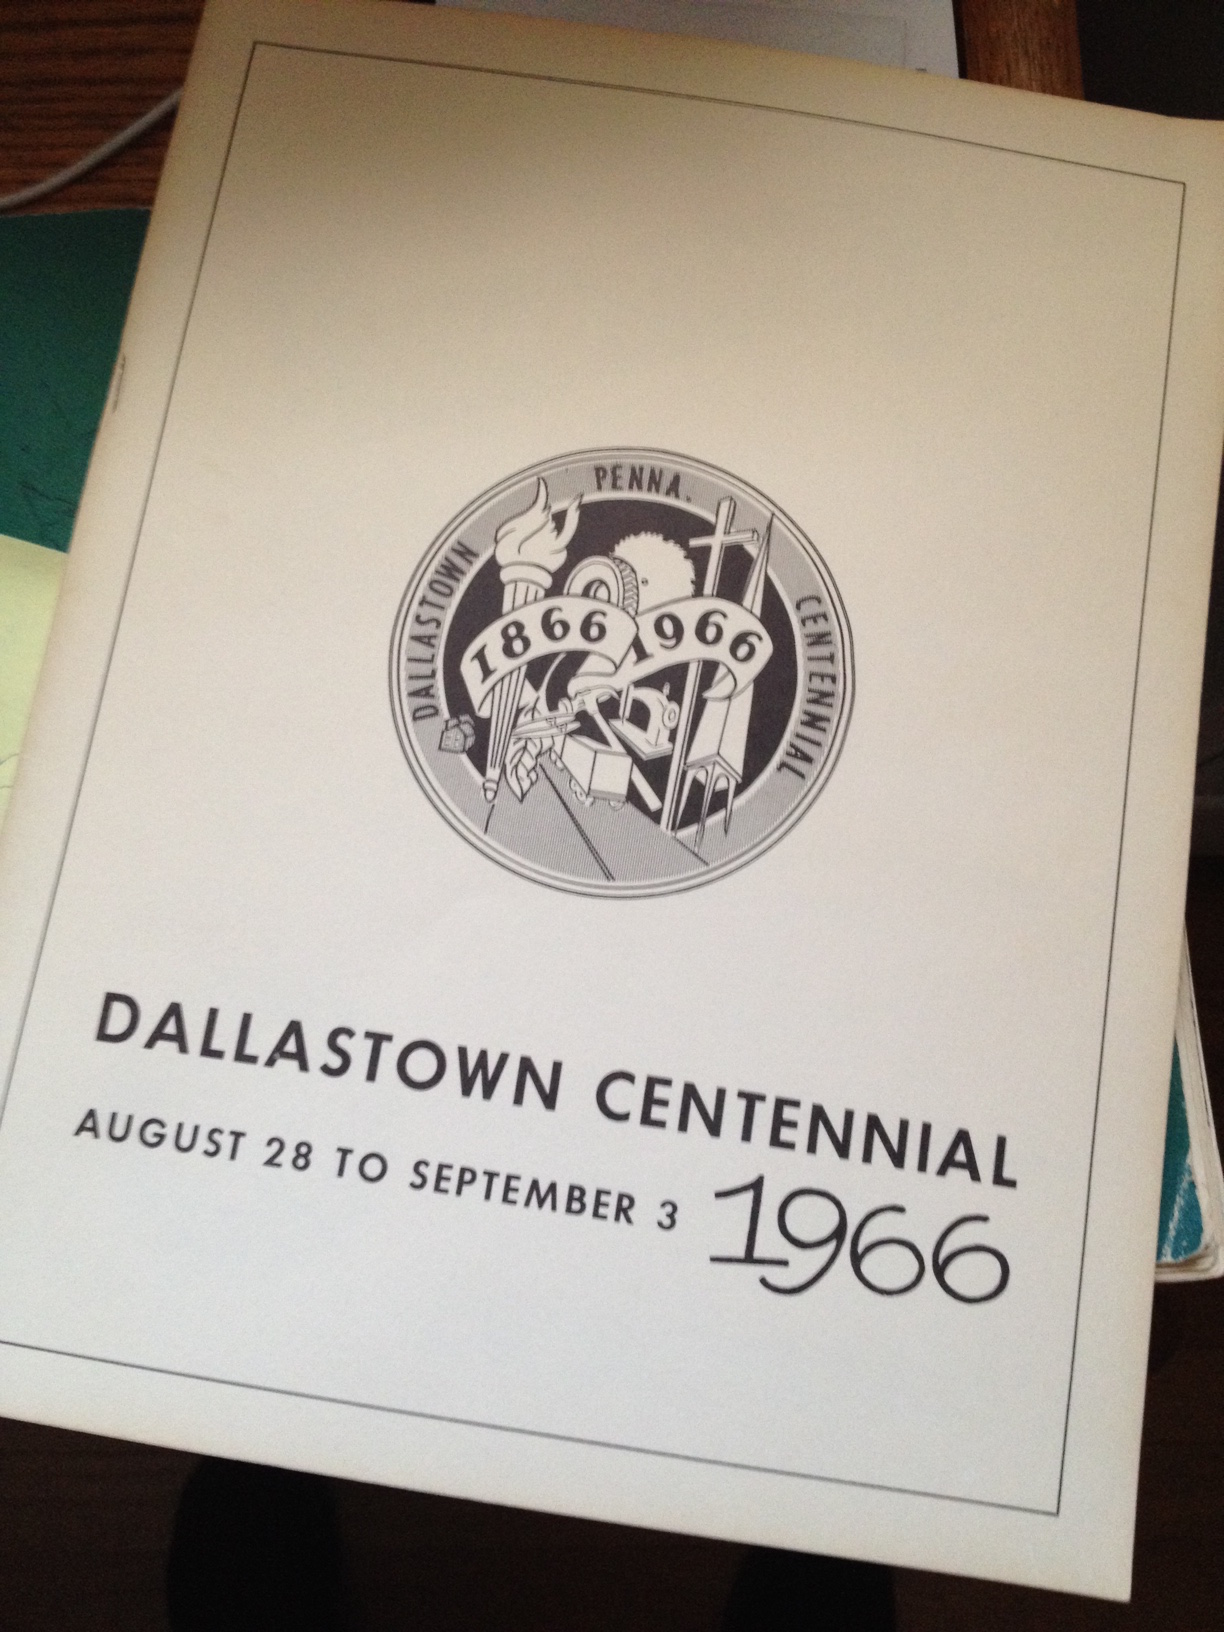 DALLASTOWN PENNA. CENTENNIAL
1866 1966
DALLASTOWN CENTENNIAL
AUGUST 28 TO SEPTEMBER 3 1966